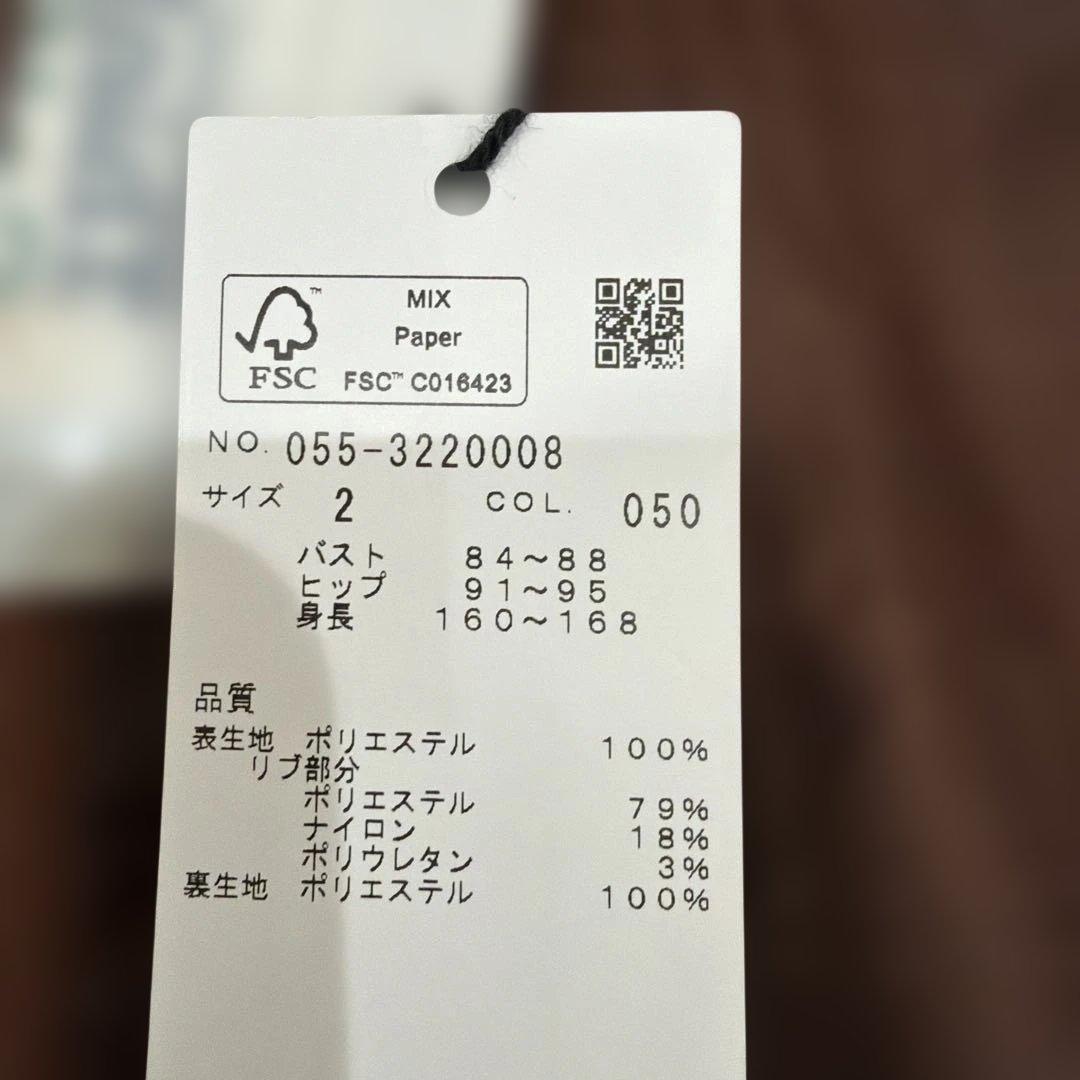 MIX
Paper
FSC™ C016423
™
FSC
NO. 055-3220008
サイズ 2 COL. 050
バスト 84～88
ヒップ 91～95
身長 160～168
品質
表生地 ポリエステル 100%
リブ部分
ポリエステル 79%
ナイロン 18%
ポリウレタン 3%
裏生地 ポリエステル 100%